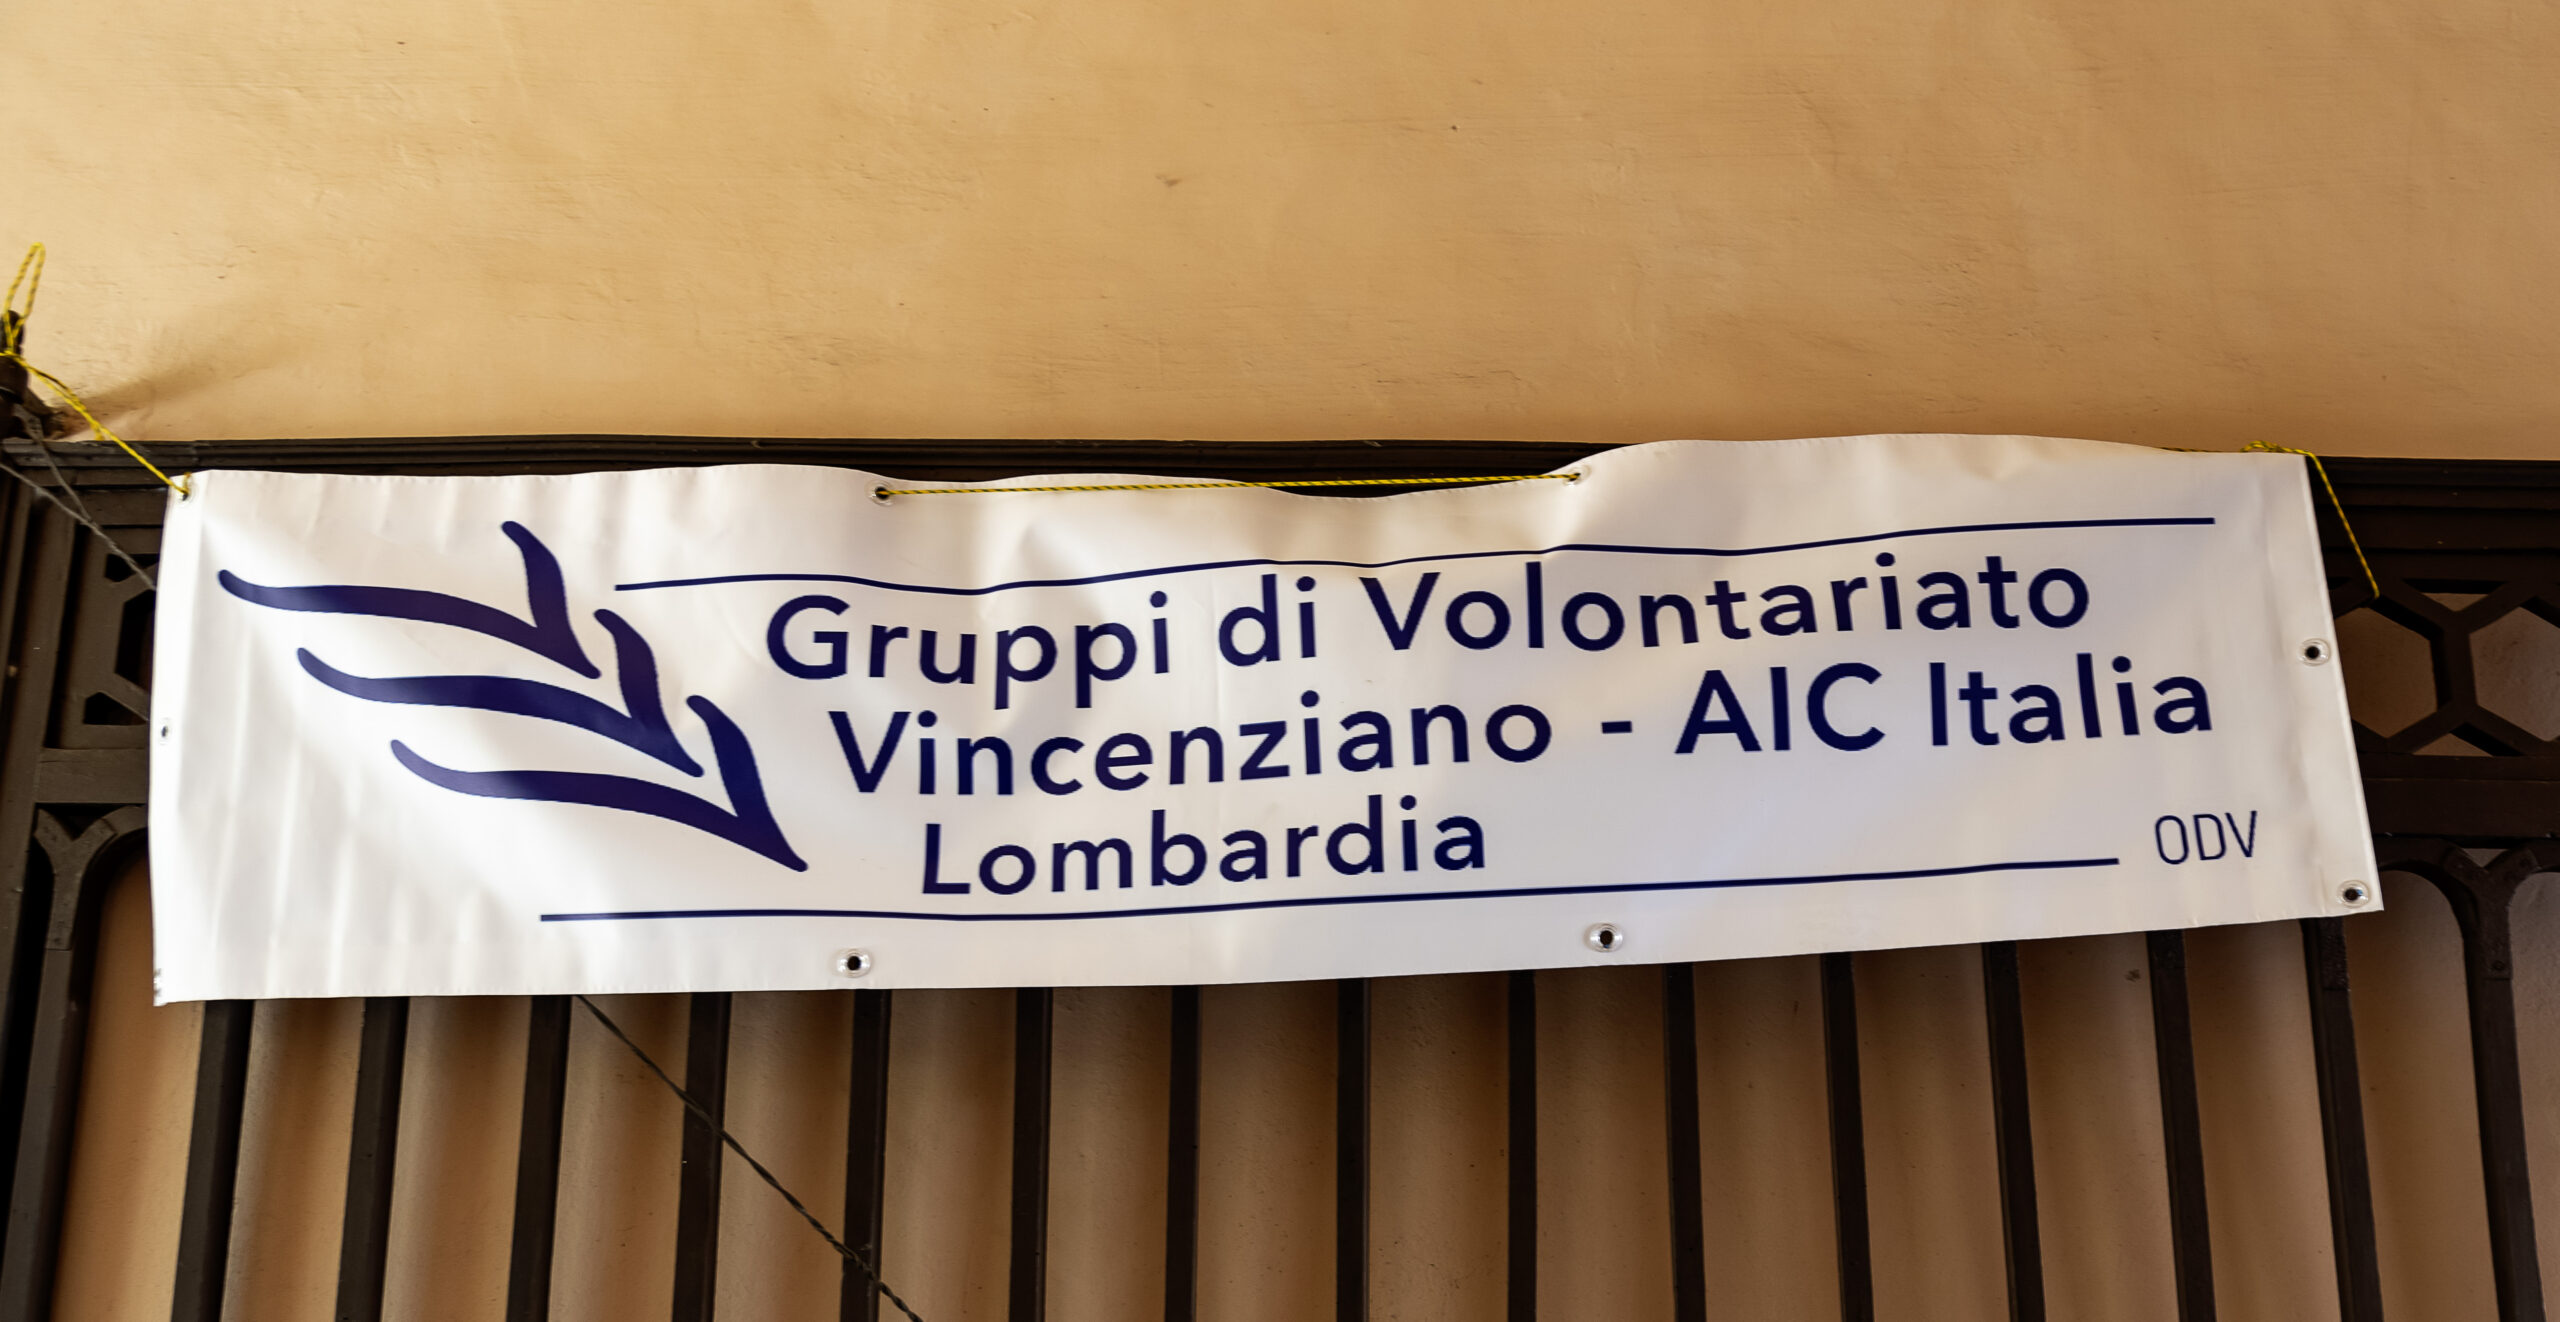 Gruppi di Volontariato
Vincenziano - AIC Italia
Lombardia
ODV